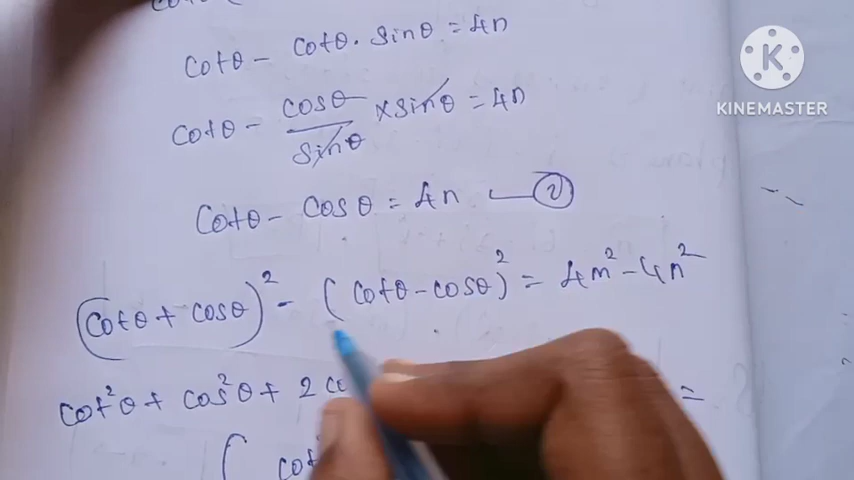 cotθ - cotθ. sinθ = 4n
cotθ - cosθ/sinθ × sinθ = 4n
cotθ - cosθ = 4n — ②
(cotθ + cosθ)² - (cotθ - cosθ)² = 4m² - 4n²
cot²θ + cos²θ + 2 =
(
K
KINEMASTER